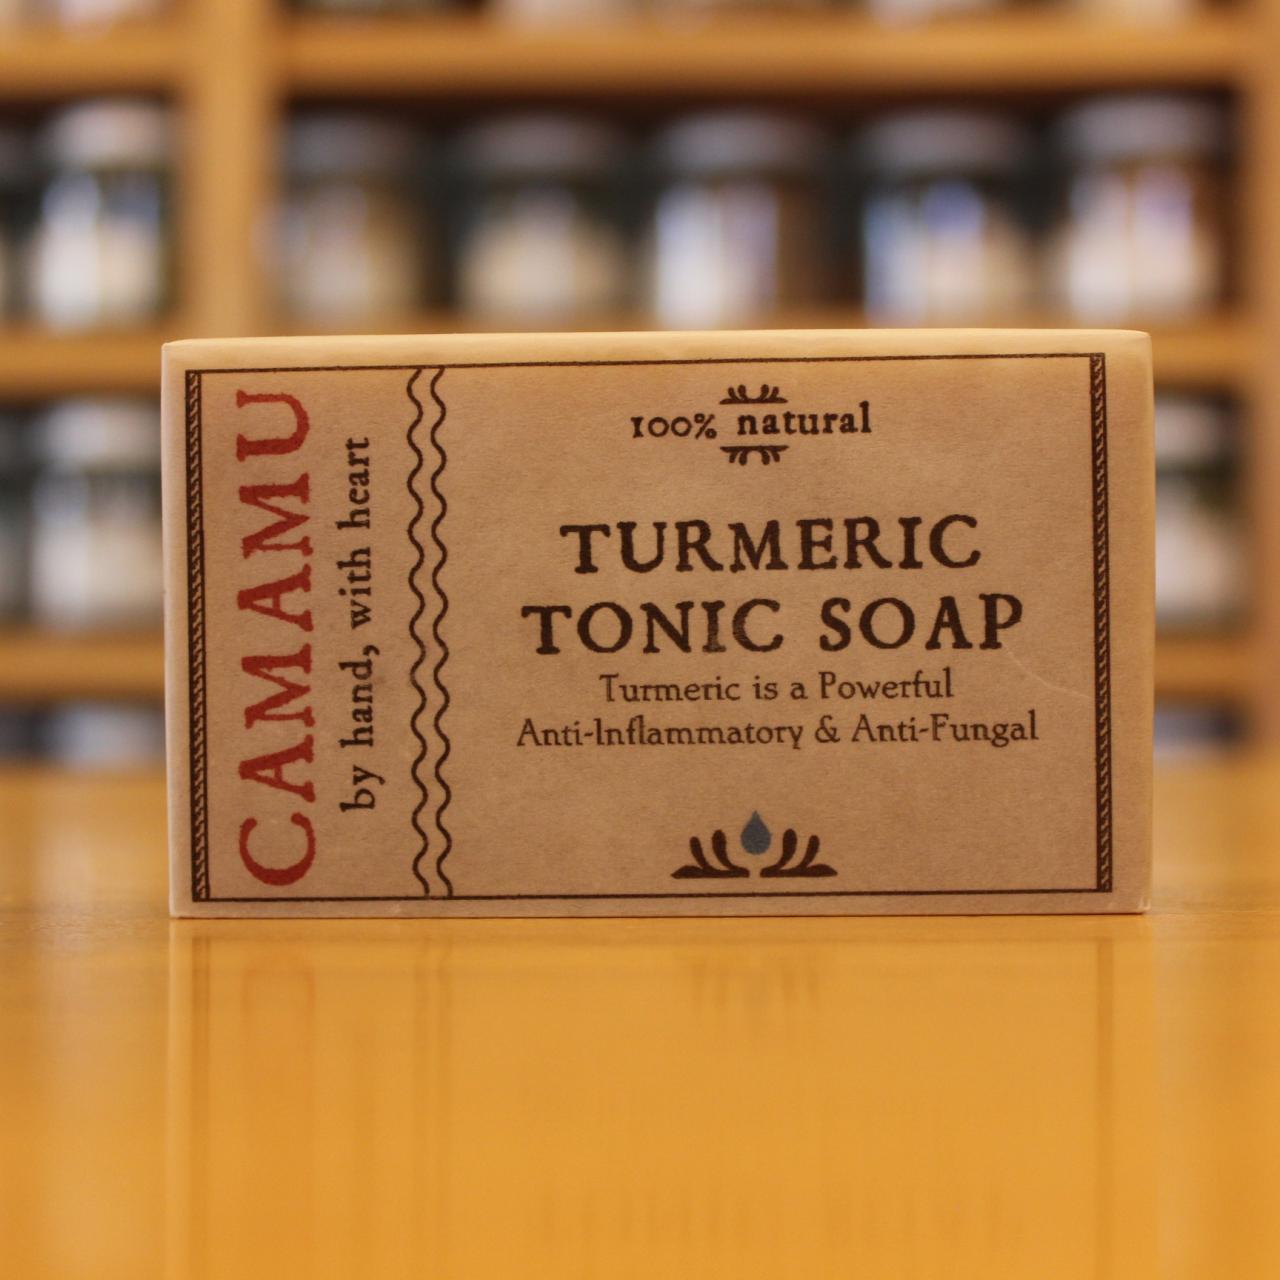 CAMAMU
by hand, with heart
100% natural
TURMERIC
TONIC SOAP
Turmeric is a Powerful
Anti-Inflammatory & Anti-Fungal